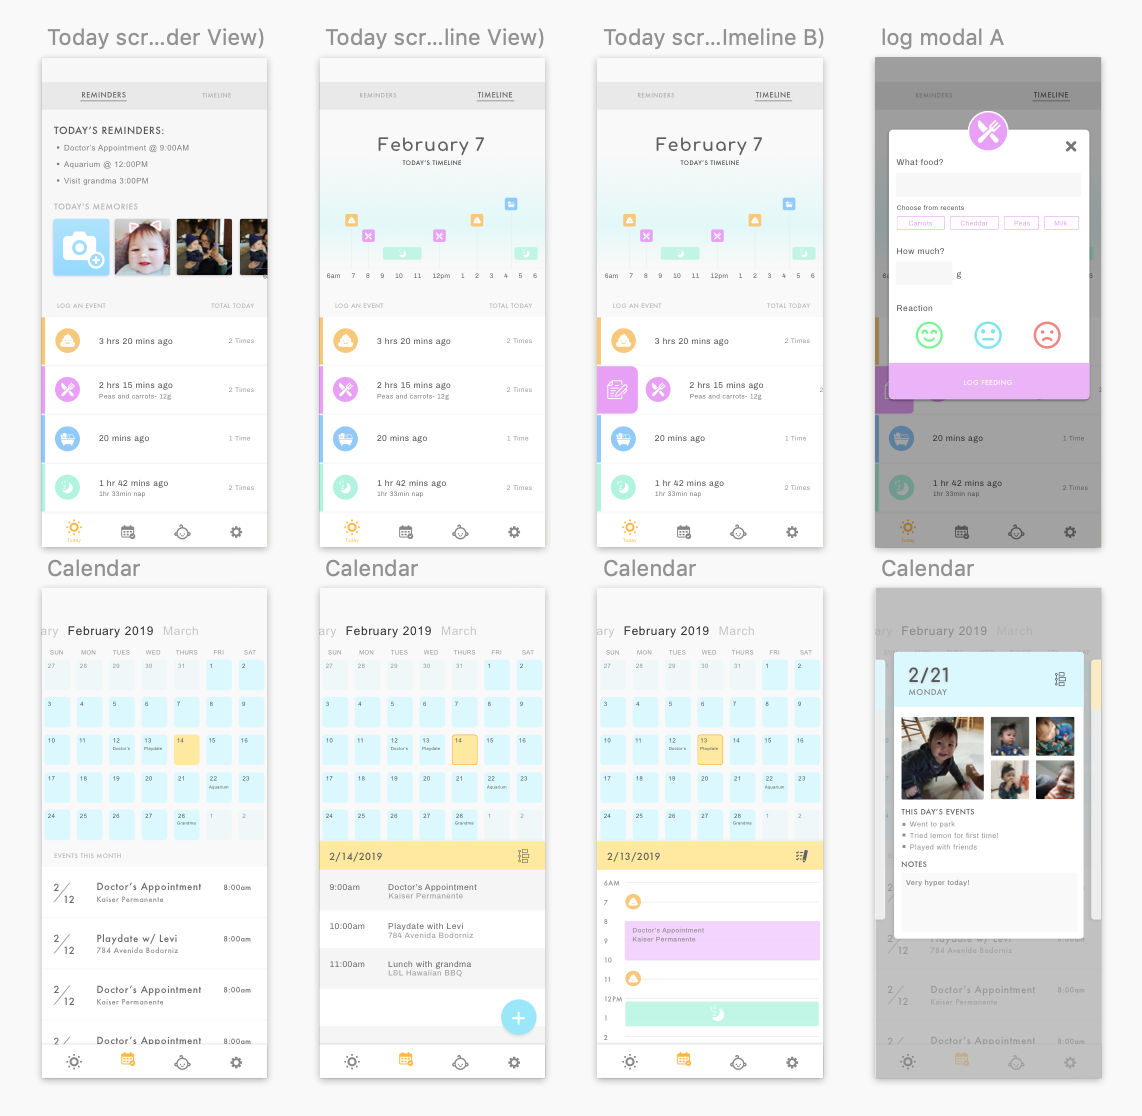 Today scr...der View)
REMINDERS
TIMELINE
TODAY'S REMINDERS:
• Doctor's Appointment @ 9:00AM
• Aquarium @ 12:00PM
• Visit grandma 3:00PM
TODAY'S MEMORIES
LOG AN EVENT
TOTAL TODAY
3 hrs 20 mins ago
2 Times
2 hrs 15 mins ago
Peas and carrots- 12g
2 Times
20 mins ago
1 Time
1 hr 42 mins ago
1hr 33min nap
2 Times
Today
Today scr...line View)
REMINDERS
TIMELINE
February 7
TODAY'S TIMELINE
6am 7 8 9 10 11 12pm 1 2 3 4 5 6
LOG AN EVENT
TOTAL TODAY
3 hrs 20 mins ago
2 Times
2 hrs 15 mins ago
Peas and carrots- 12g
2 Times
20 mins ago
1 Time
1 hr 42 mins ago
1hr 33min nap
2 Times
Today
Today scr...lmeline B)
REMINDERS
TIMELINE
February 7
TODAY'S TIMELINE
6am 7 8 9 10 11 12pm 1 2 3 4 5 6
LOG AN EVENT
TOTAL TODAY
3 hrs 20 mins ago
2 Times
2 hrs 15 mins ago
Peas and carrots- 12g
2
20 mins ago
1 Time
1 hr 42 mins ago
1hr 33min nap
2 Times
Today
log modal A
REMINDERS
TIMELINE
What food?
Choose from recents
Carrots
Cheddar
Peas
Milk
How much?
g
Reaction
LOG FEEDING
20 mins ago
1 Time
1 hr 42 mins ago
1hr 33min nap
2 Times
Today
Calendar
ary February 2019 March
SUN MON TUES WED THURS FRI SAT
27 28 29 30 31 1 2
3 4 5 6 7 8 9
10 11 12 13 14 15 16
Doctor's Playdate
17 18 19 20 21 22 23
Aquarium
24 25 26 27 28 1 2
Grandma
EVENTS THIS MONTH
2/12 Doctor's Appointment 8:00am
Kaiser Permanente
2/12 Playdate w/ Levi 8:00am
784 Avenida Bodorniz
2/12 Doctor's Appointment 8:00am
Kaiser Permanente
2/ Doctor's Appointment 8:00am
Calendar
ary February 2019 March
SUN MON TUES WED THURS FRI SAT
27 28 29 30 31 1 2
3 4 5 6 7 8 9
10 11 12 13 14 15 16
Doctor's Playdate
17 18 19 20 21 22 23
Aquarium
24 25 26 27 28 1 2
Grandma
2/14/2019
9:00am Doctor's Appointment
Kaiser Permanente
10:00am Playdate with Levi
784 Avenida Bodorniz
11:00am Lunch with grandma
L&L Hawaiian BBQ
+
Calendar
ary February 2019 March
SUN MON TUES WED THURS FRI SAT
27 28 29 30 31 1 2
3 4 5 6 7 8 9
10 11 12 13 14 15 16
Doctor's Playdate
17 18 19 20 21 22 23
Aquarium
24 25 26 27 28 1 2
Grandma
2/13/2019
6AM
7
8
Doctor's Appointment
Kaiser Permanente
9
10
11
12PM
1
2
Calendar
ary February 2019 March
2/21
MONDAY
THIS DAY'S EVENTS
Went to park
Tried lemon for first time!
Played with friends
NOTES
Very hyper today!
Playdate w/ Levi 8:00am
784 Avenida Bodorniz
2/12 Doctor's Appointment 8:00am
Kaiser Permanente
2/ Doctor's Appointment 8:00am